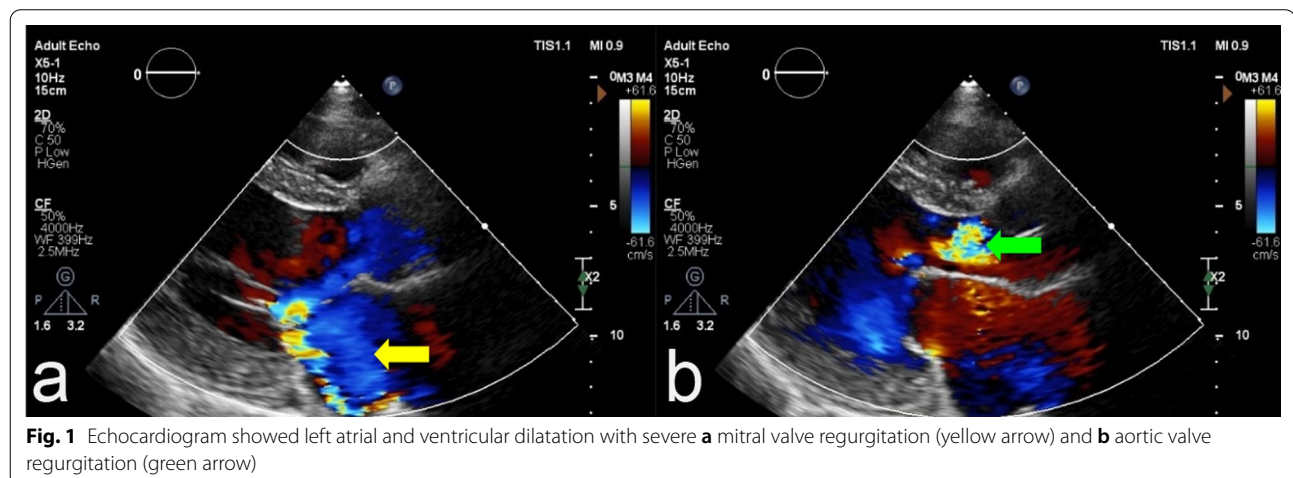 Adult Echo
X5-1
10Hz
15cm
2D
70%
C 50
P Low
HGen
CF
50%
4000Hz
WF 399Hz
2.5MHz
0
P
TIS1.1 MI 0.9
0 M3 M4
+61.6
5
-61.6
cm/s
X2
10
G
P R
1.6 3.2
a
Adult Echo
X5-1
10Hz
15cm
2D
70%
C 50
P Low
HGen
CF
50%
4000Hz
WF 399Hz
2.5MHz
0
P
TIS1.1 MI 0.9
0 M3 M4
+61.6
5
-61.6
cm/s
X2
10
G
P R
1.6 3.2
b
Fig. 1 Echocardiogram showed left atrial and ventricular dilatation with severe a mitral valve regurgitation (yellow arrow) and b aortic valve
regurgitation (green arrow)